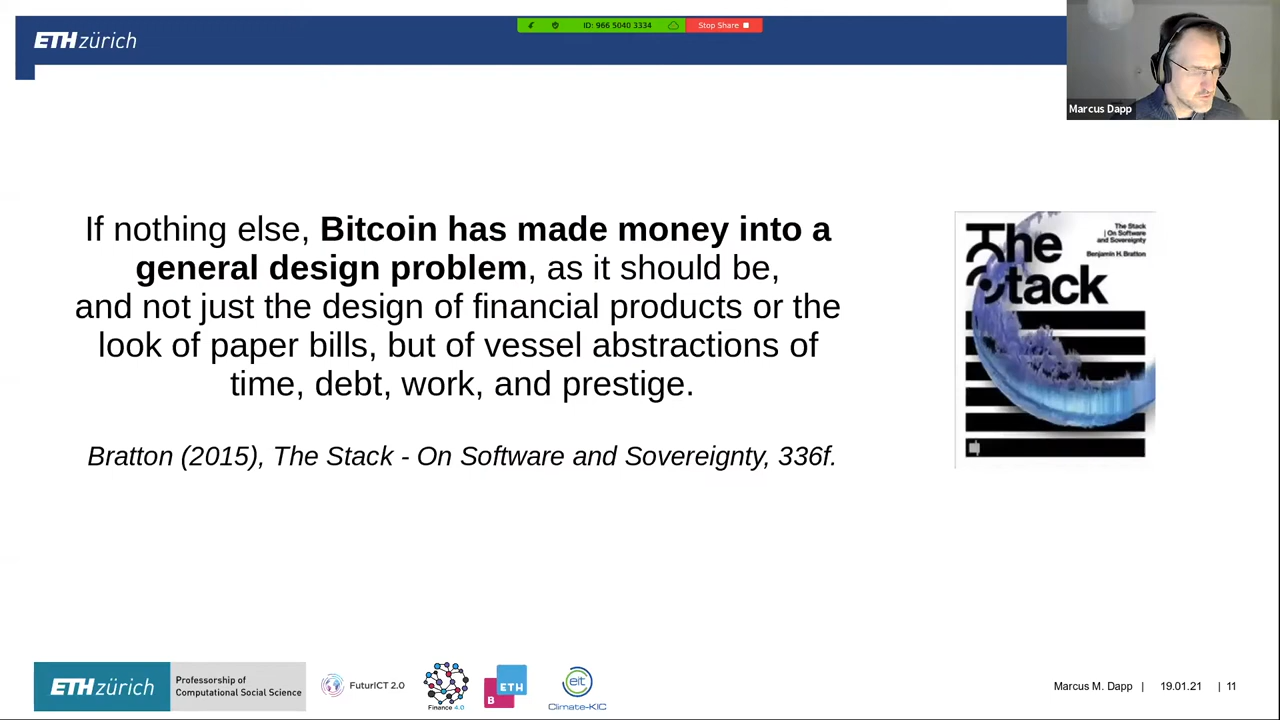 ETH zürich
ID: 966 5040 3334
Stop Share
Marcus Dapp
If nothing else, Bitcoin has made money into a
general design problem, as it should be,
and not just the design of financial products or the
look of paper bills, but of vessel abstractions of
time, debt, work, and prestige.
Bratton (2015), The Stack - On Software and Sovereignty, 336f.
The Stack
| On Software
and Sovereignty
Benjamin H. Bratton
The
Stack
ETH zürich
Professorship of
Computational Social Science
FuturICT 2.0
Finance 4.0
B
ETH
eit
Climate-KIC
Marcus M. Dapp | 19.01.21 | 11